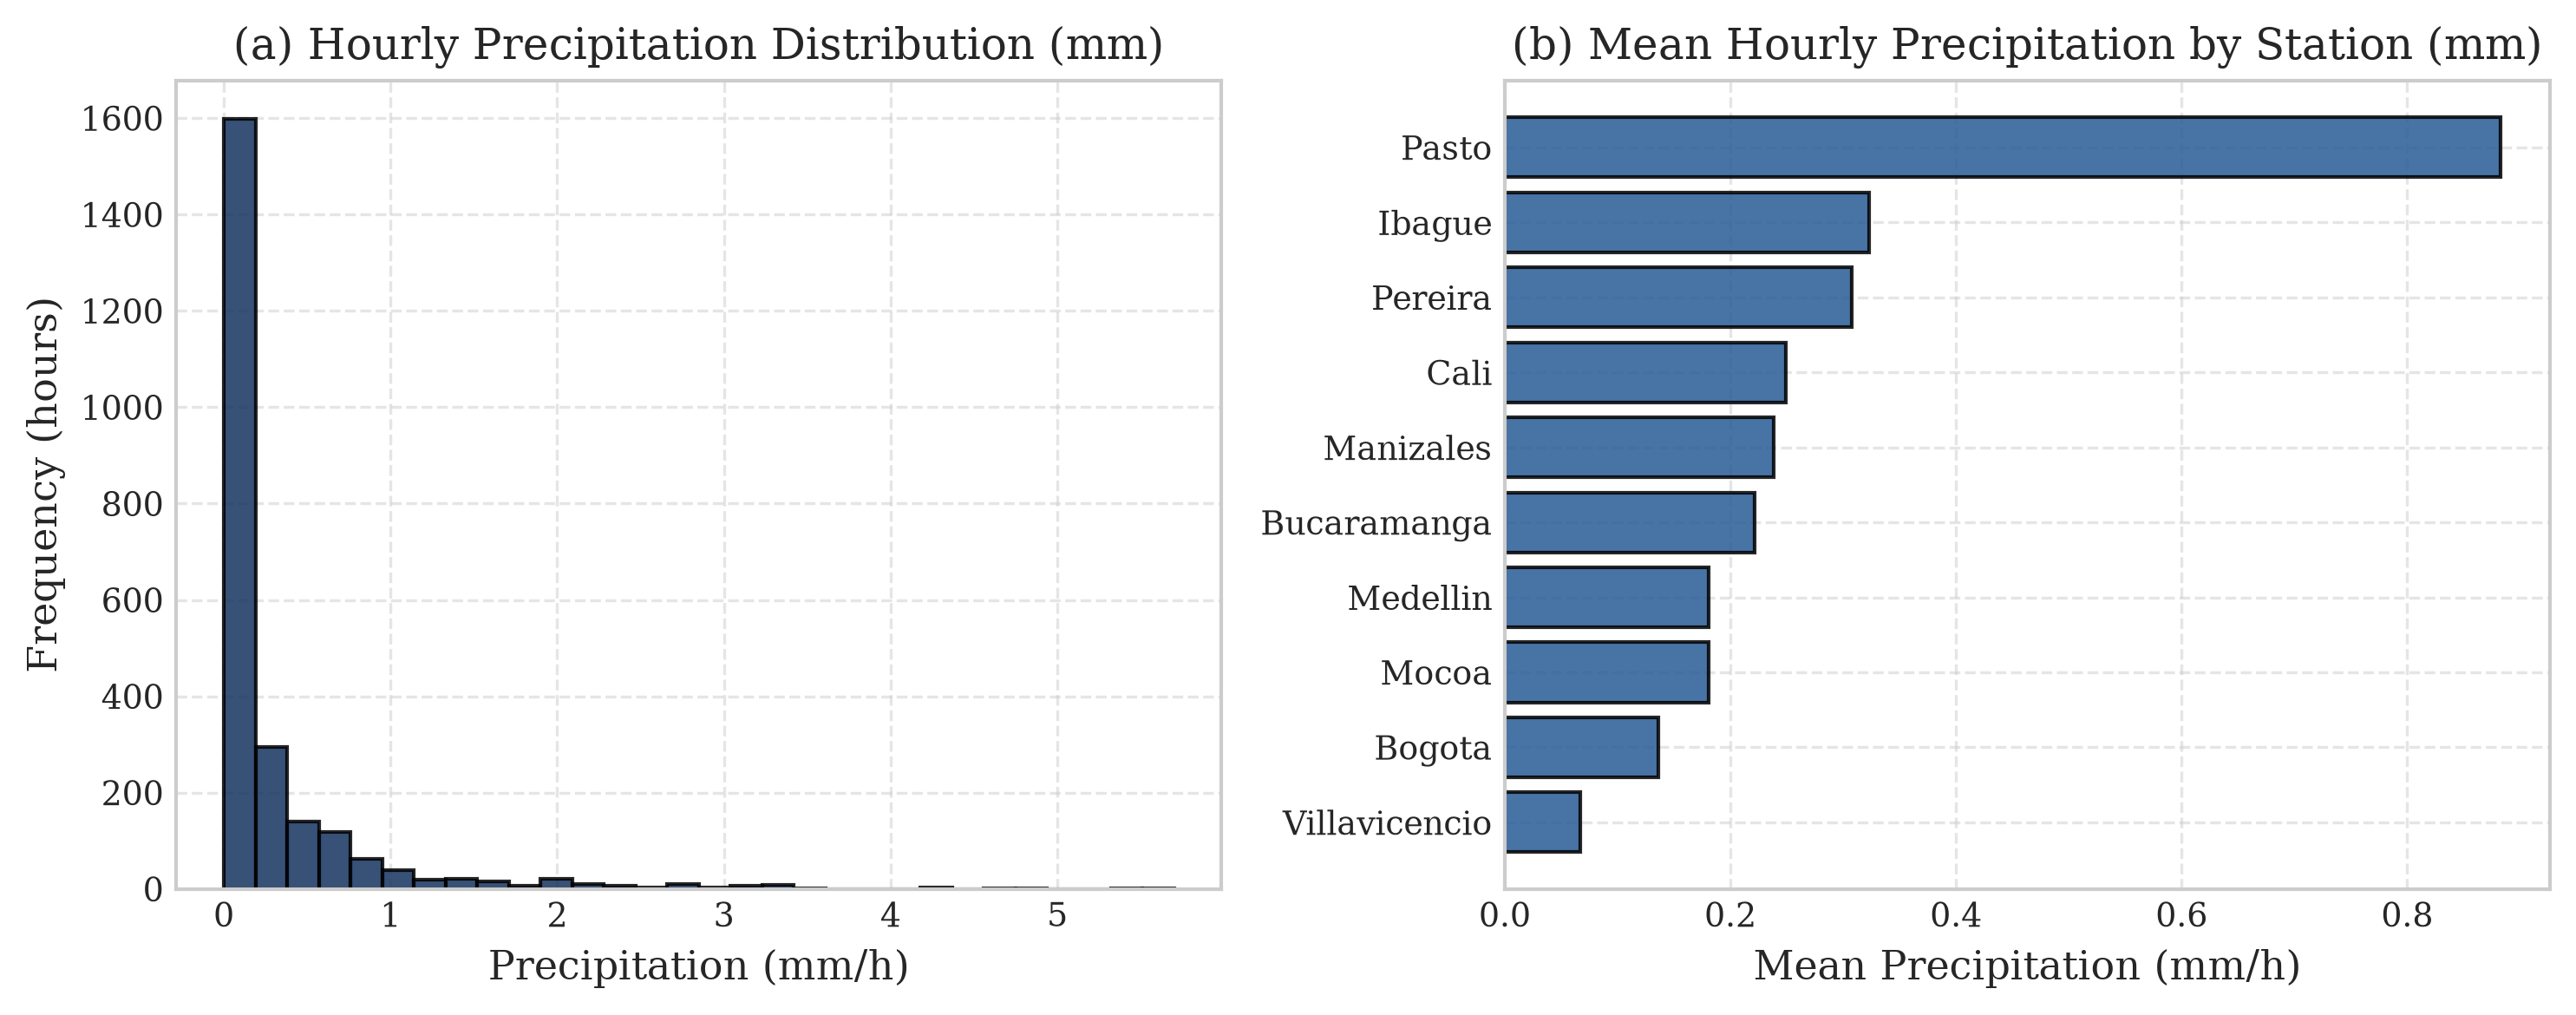 (a) Hourly Precipitation Distribution (mm)
1600
1400
1200
1000
800
600
400
200
0
Frequency (hours)
0 1 2 3 4 5
Precipitation (mm/h)
(b) Mean Hourly Precipitation by Station (mm)
Pasto
Ibague
Pereira
Cali
Manizales
Bucaramanga
Medellin
Mocoa
Bogota
Villavicencio
0.0 0.2 0.4 0.6 0.8
Mean Precipitation (mm/h)